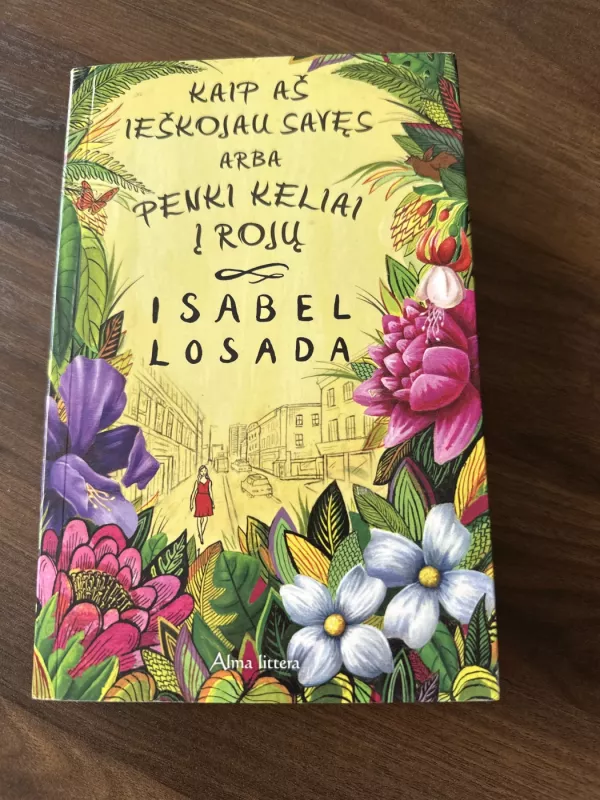 KAIP AŠ
IEŠKOJAU SAVĘS
ARBA
PENKI KELIAI
Į ROJŲ
ISABEL
LOSADA
Alma littera